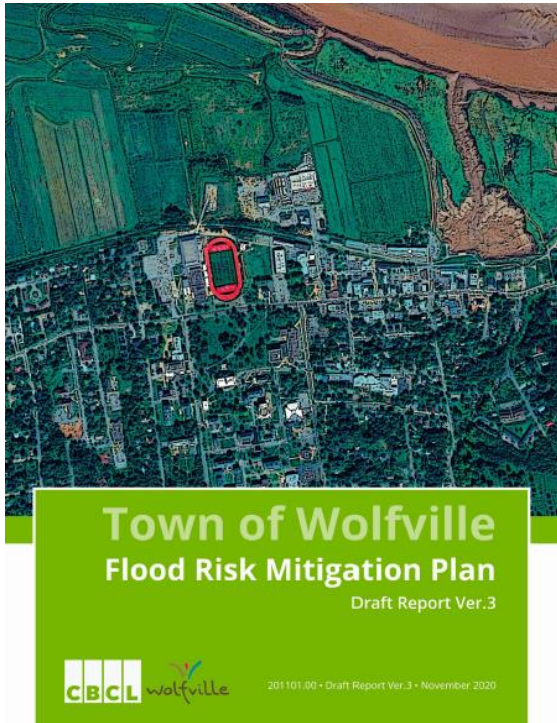 Town of Wolfville
Flood Risk Mitigation Plan
Draft Report Ver.3
CBCL wolfville
201101.00 • Draft Report Ver.3 • November 2020